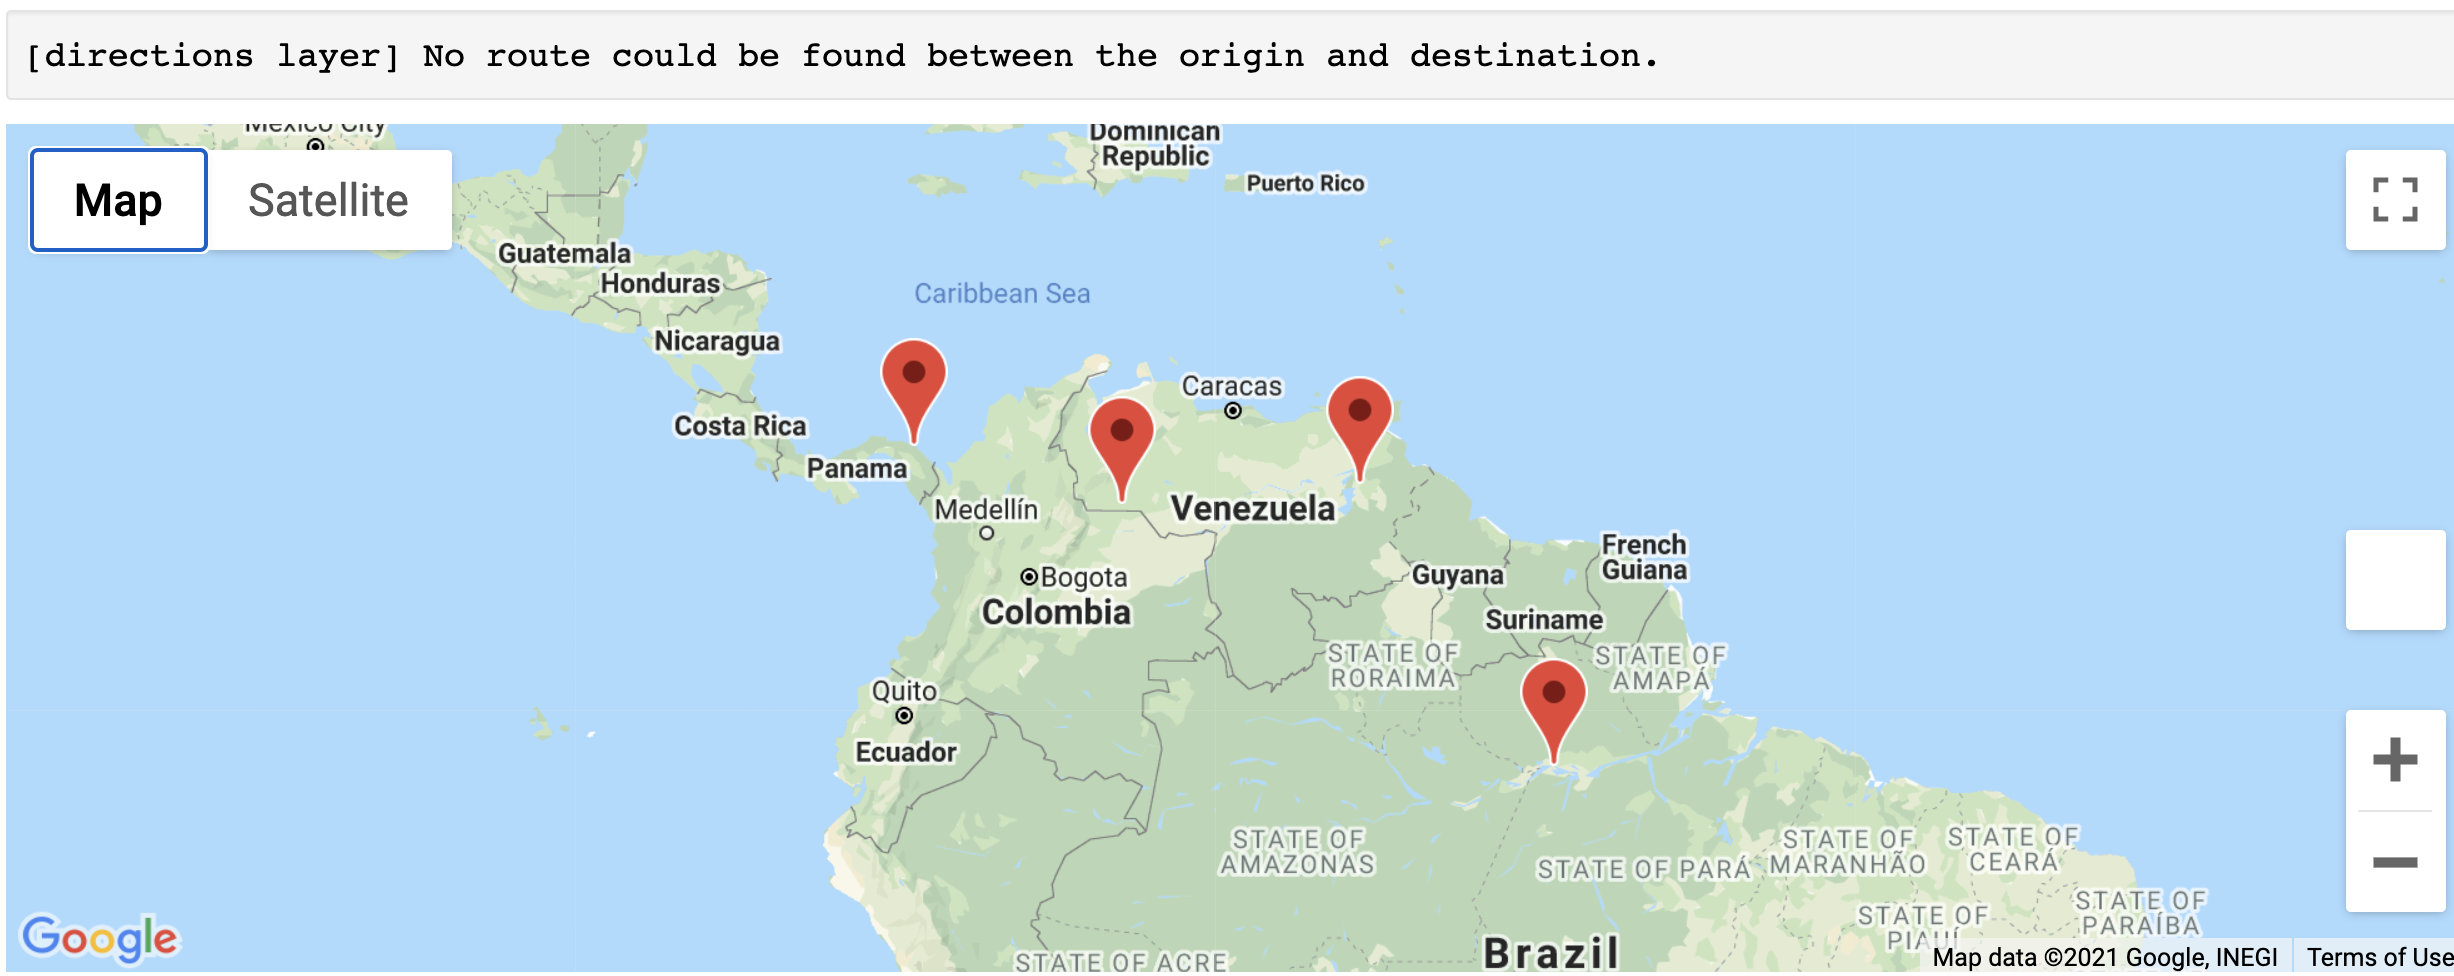 [directions layer] No route could be found between the origin and destination.
Mexico City
Dominican
Republic
Puerto Rico
Map
Satellite
Guatemala
Honduras
Caribbean Sea
Nicaragua
Caracas
Costa Rica
Panama
Medellín
Venezuela
French
Guiana
Bogota
Guyana
Colombia
Suriname
STATE OF
RORAIMA
STATE OF
AMAPÁ
Quito
Ecuador
STATE OF
AMAZONAS
STATE OF PARÁ
STATE OF
MARANHÃO
STATE OF
CEARÁ
STATE OF
PARAÍBA
STATE OF
PIAUÍ
Google
Brazil
STATE OF ACRE
Map data ©2021 Google, INEGI
Terms of Use